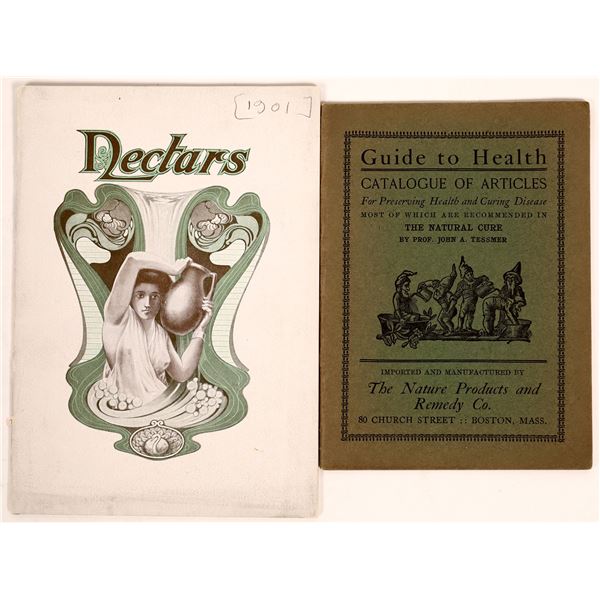 [1901]
Nectars
Guide to Health
CATALOGUE OF ARTICLES
For Preserving Health and Curing Disease
MOST OF WHICH ARE RECOMMENDED IN
THE NATURAL CURE
BY PROF. JOHN A. TESSMER
IMPORTED AND MANUFACTURED BY
The Nature Products and
Remedy Co.
80 CHURCH STREET :: BOSTON, MASS.